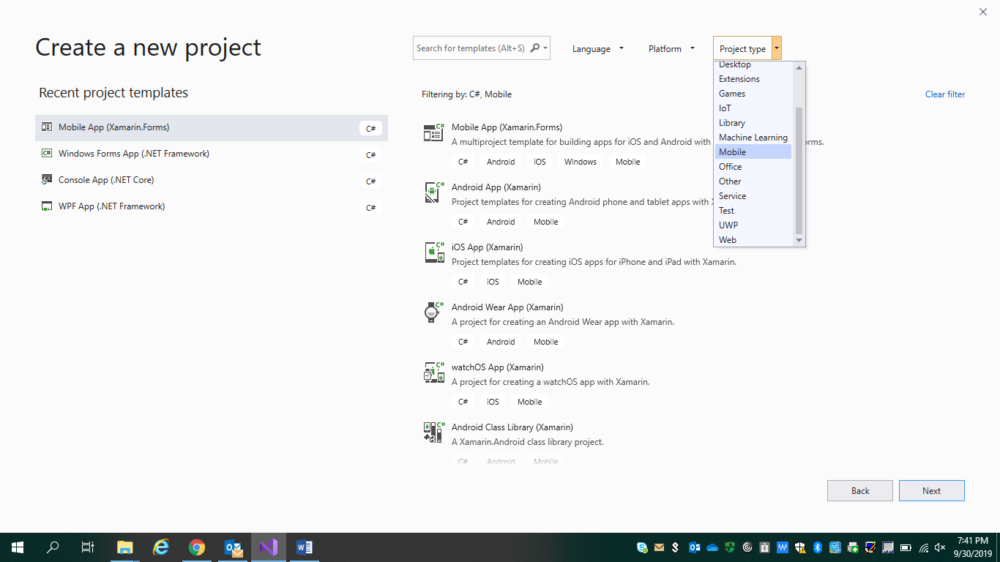 Create a new project
Search for templates (Alt+S)
Language
Platform
Project type
Desktop
Extensions
Games
IoT
Library
Machine Learning
Mobile
Office
Other
Service
Test
UWP
Web
Recent project templates
Mobile App (Xamarin.Forms)
C#
Windows Forms App (.NET Framework)
C#
Console App (.NET Core)
C#
WPF App (.NET Framework)
C#
Filtering by: C#, Mobile
Clear filter
Mobile App (Xamarin.Forms)
A multiproject template for building apps for iOS and Android with
C# Android iOS Windows Mobile
Android App (Xamarin)
Project templates for creating Android phone and tablet apps with
C# Android Mobile
iOS App (Xamarin)
Project templates for creating iOS apps for iPhone and iPad with Xamarin.
C# iOS Mobile
Android Wear App (Xamarin)
A project for creating an Android Wear app with Xamarin.
C# Android Mobile
watchOS App (Xamarin)
A project for creating a watchOS app with Xamarin.
C# iOS Mobile
Android Class Library (Xamarin)
A Xamarin.Android class library project.
C# Android Mobile
Back
Next
7:41 PM
9/30/2019